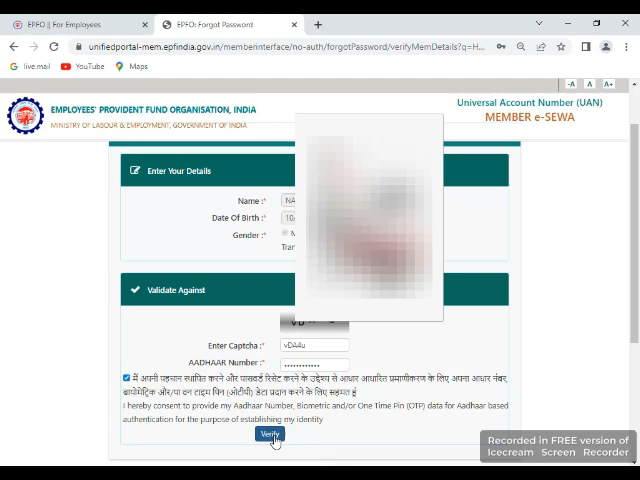 EPFO || For Employees
EPFO: Forgot Password
unifiedportal-mem.epfindia.gov.in/memberinterface/no-auth/forgotPassword/verifyMemDetails?q=H...
live.mail
YouTube
Maps
-A A A+
EMPLOYEES' PROVIDENT FUND ORGANISATION, INDIA
MINISTRY OF LABOUR & EMPLOYMENT, GOVERNMENT OF INDIA
Universal Account Number (UAN)
MEMBER e-SEWA
Enter Your Details
Name :* NA
Date Of Birth :* 10/
Gender :* M
Tran
Validate Against
Enter Captcha :* vDA4u
AADHAAR Number :* ••••••••••••
मैं अपनी पहचान स्थापित करने और पासवर्ड रिसेट करने के उद्देश्य से आधार आधारित प्रमाणीकरण के लिए अपना आधार नंबर,
बायोमेट्रिक और/या वन टाइम पिन (ओटीपी) डेटा प्रदान करने के लिए सहमत हूं
I hereby consent to provide my Aadhaar Number, Biometric and/or One Time Pin (OTP) data for Aadhaar based
authentication for the purpose of establishing my identity
Verify
Recorded in FREE version of
Icecream Screen Recorder